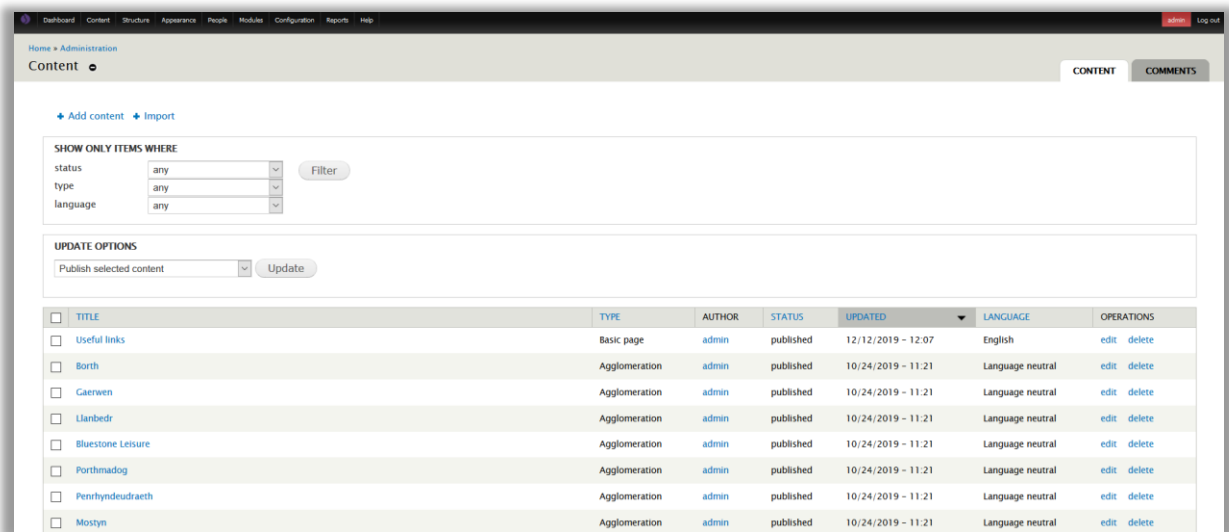 Dashboard Content Structure Appearance People Modules Configuration Reports Help admin Log out
Home » Administration
Content
CONTENT COMMENTS
+ Add content + Import
SHOW ONLY ITEMS WHERE
status any Filter
type any
language any
UPDATE OPTIONS
Publish selected content Update
TITLE TYPE AUTHOR STATUS UPDATED LANGUAGE OPERATIONS
Useful links Basic page admin published 12/12/2019 - 12:07 English edit delete
Borth Agglomeration admin published 10/24/2019 - 11:21 Language neutral edit delete
Gaerwen Agglomeration admin published 10/24/2019 - 11:21 Language neutral edit delete
Llanbedr Agglomeration admin published 10/24/2019 - 11:21 Language neutral edit delete
Bluestone Leisure Agglomeration admin published 10/24/2019 - 11:21 Language neutral edit delete
Porthmadog Agglomeration admin published 10/24/2019 - 11:21 Language neutral edit delete
Penrhyndeudraeth Agglomeration admin published 10/24/2019 - 11:21 Language neutral edit delete
Mostyn Agglomeration admin published 10/24/2019 - 11:21 Language neutral edit delete